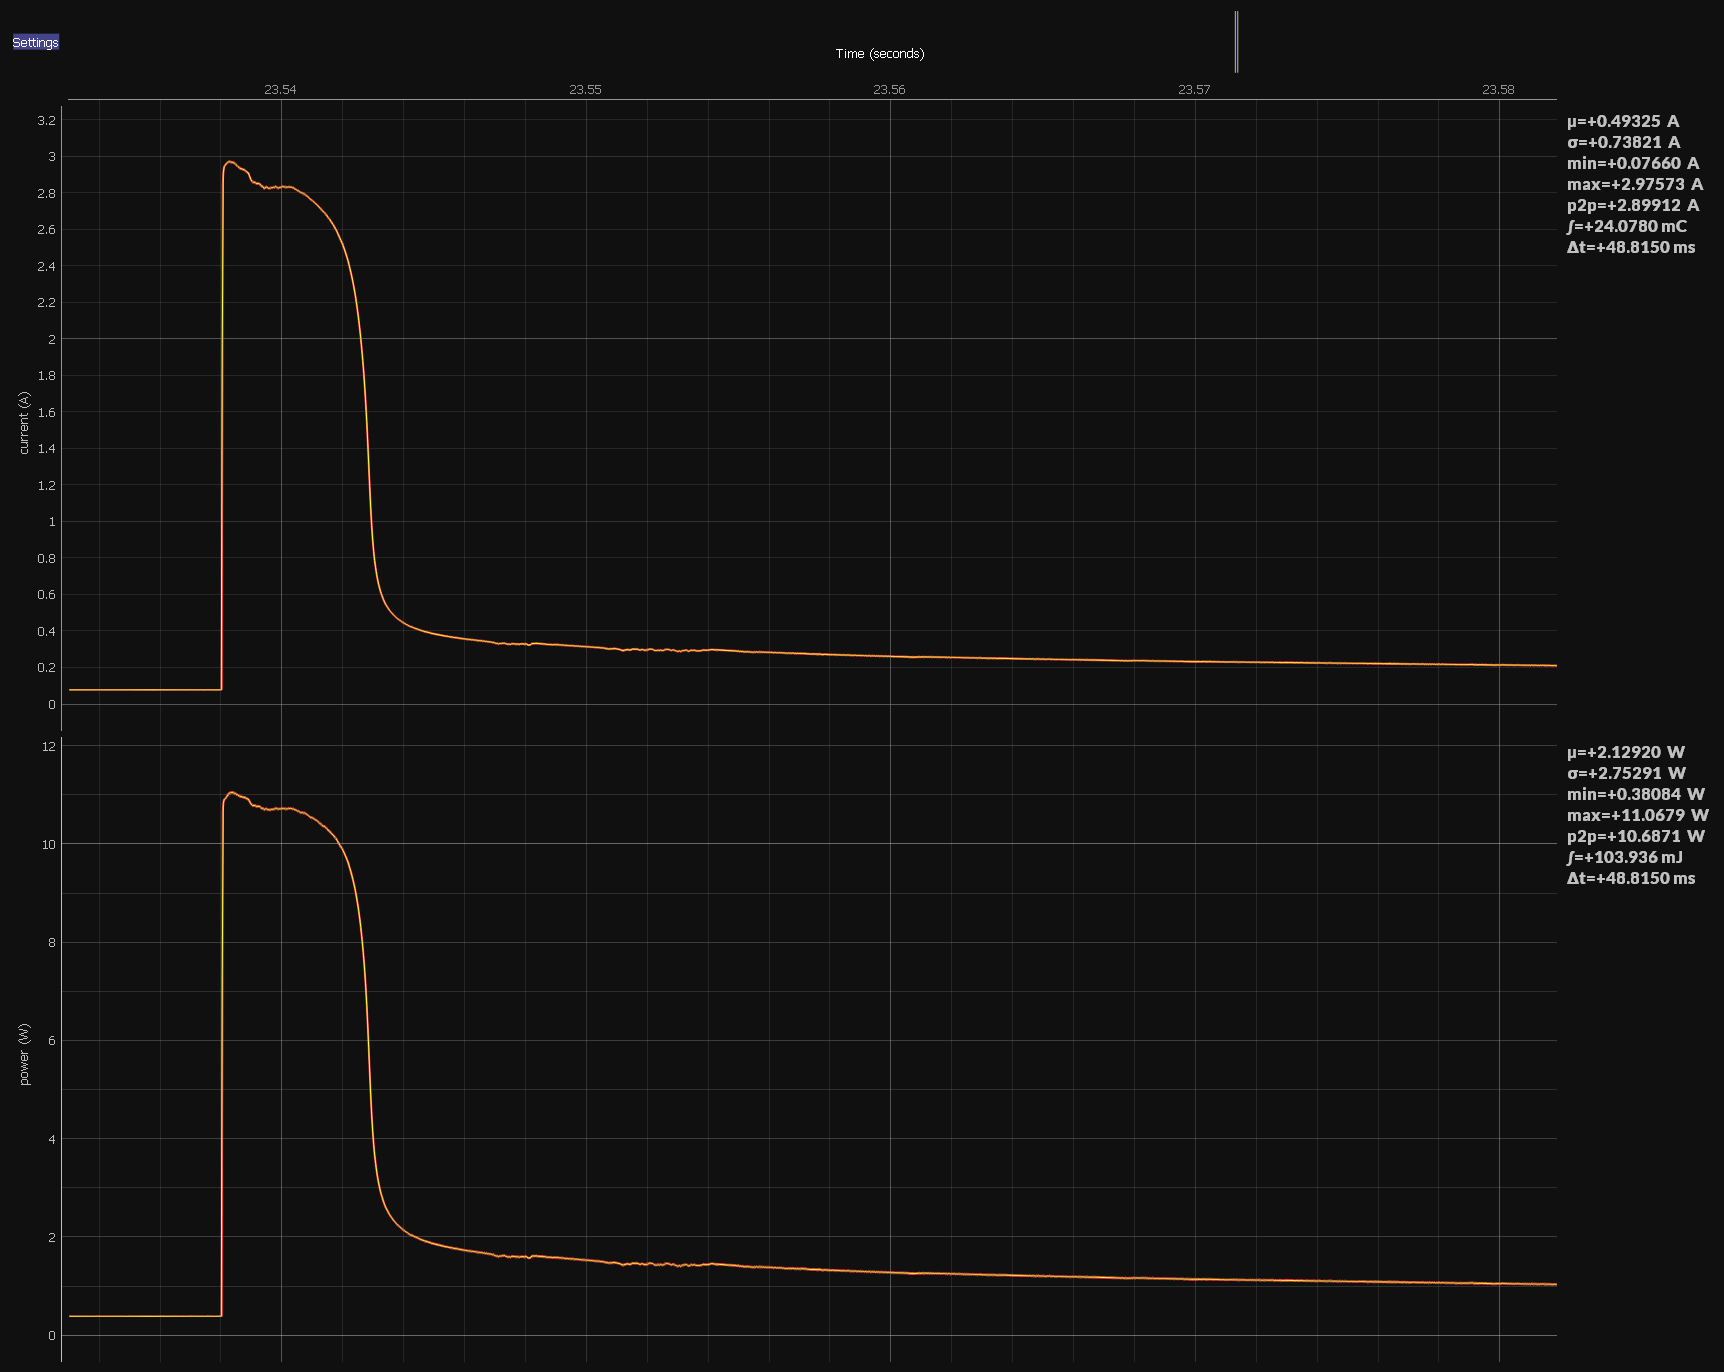 Settings
Time (seconds)
23.54 23.55 23.56 23.57 23.58
3.2
3
2.8
2.6
2.4
2.2
2
1.8
1.6
1.4
1.2
1
0.8
0.6
0.4
0.2
0
current (A)
μ=+0.49325 A
σ=+0.73821 A
min=+0.07660 A
max=+2.97573 A
p2p=+2.89912 A
∫=+24.0780 mC
Δt=+48.8150 ms
12
10
8
6
4
2
0
power (W)
μ=+2.12920 W
σ=+2.75291 W
min=+0.38084 W
max=+11.0679 W
p2p=+10.6871 W
∫=+103.936 mJ
Δt=+48.8150 ms